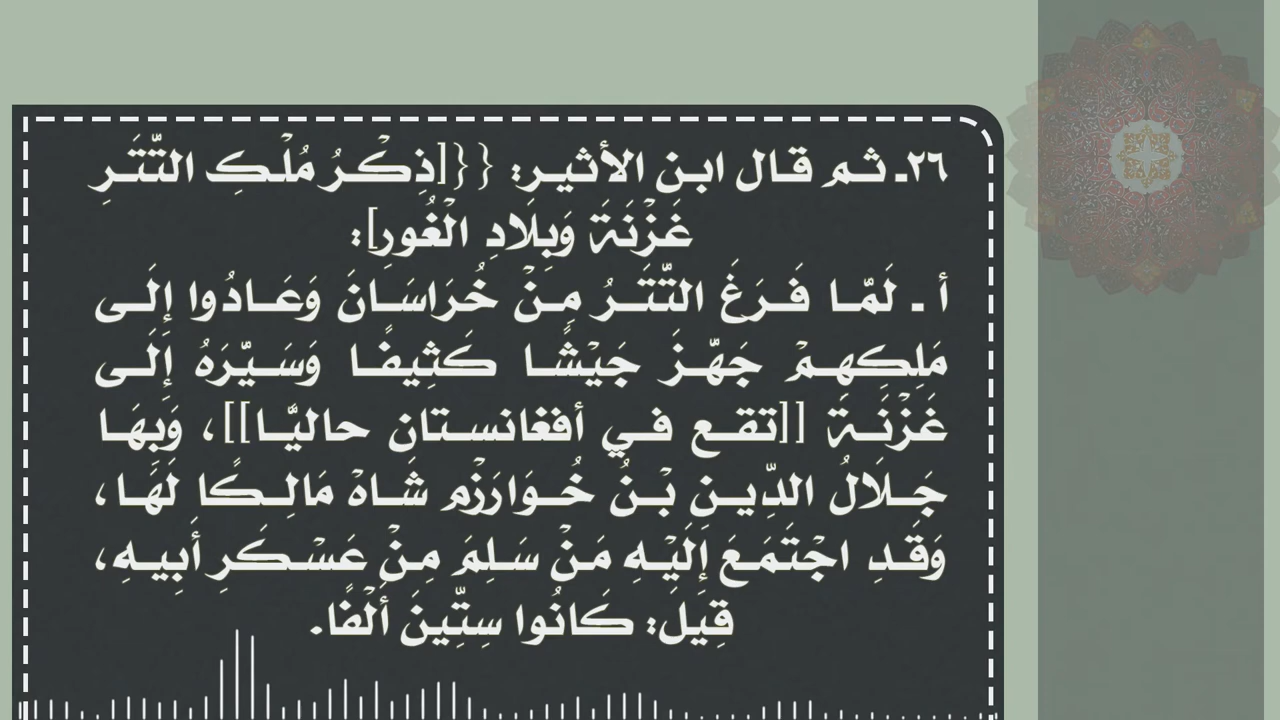 ٢٦ـ ثم قال ابن الأثير: {{[ذِكْرُ مُلْكِ التَّتَرِ
غَزْنَةَ وَبِلَادِ الْغُورِ]:
أ ـ لَمَّا فَرَغَ التَّتَرُ مِنْ خُرَاسَانَ وَعَادُوا إِلَى
مَلِكِهِمْ جَهَّزَ جَيْشًا كَثِيفًا وَسَيَّرَهُ إِلَى
غَزْنَةَ [[تقع في أفغانستان حاليًّا]]، وَبِهَا
جَلَالُ الدِّينِ بْنُ خُوَارَزْم شَاهْ مَالِكًا لَهَا،
وَقَدِ اجْتَمَعَ إِلَيْهِ مَنْ سَلِمَ مِنْ عَسْكَرِ أَبِيهِ،
قِيلَ: كَانُوا سِتِّينَ أَلْفًا.